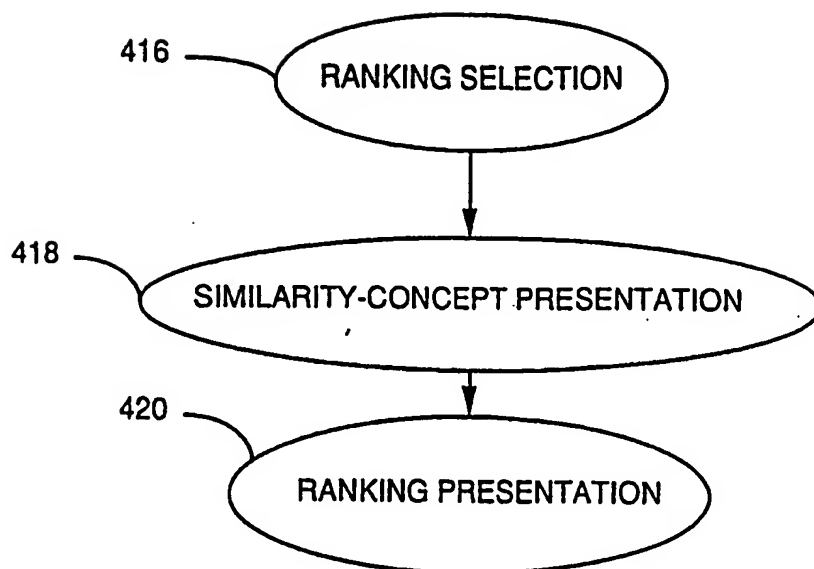 416
RANKING SELECTION
418
SIMILARITY-CONCEPT PRESENTATION
420
RANKING PRESENTATION